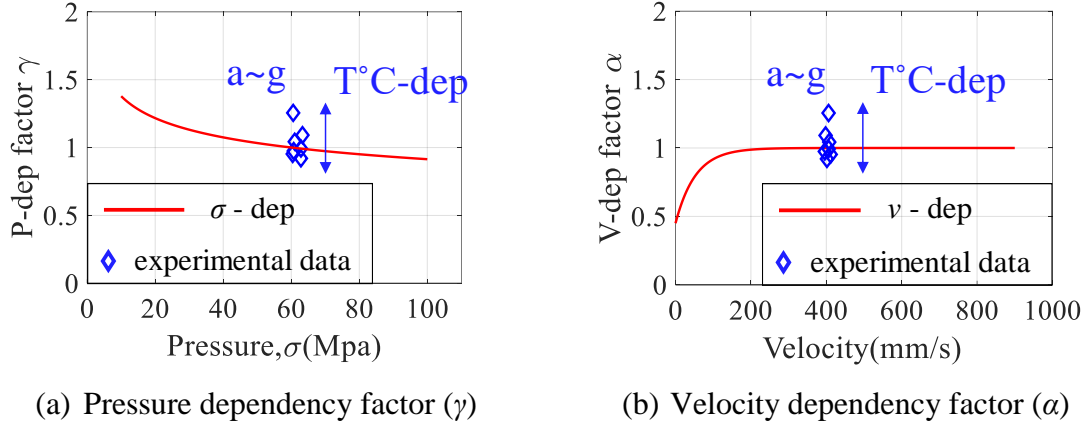 2
1.5
1
0.5
0
P-dep factor γ
a~g
T°C-dep
σ - dep
experimental data
0 20 40 60 80 100
Pressure,σ(Mpa)
(a) Pressure dependency factor (γ)
2
1.5
1
0.5
0
V-dep factor α
a~g
T°C-dep
v - dep
experimental data
0 200 400 600 800 1000
Velocity(mm/s)
(b) Velocity dependency factor (α)